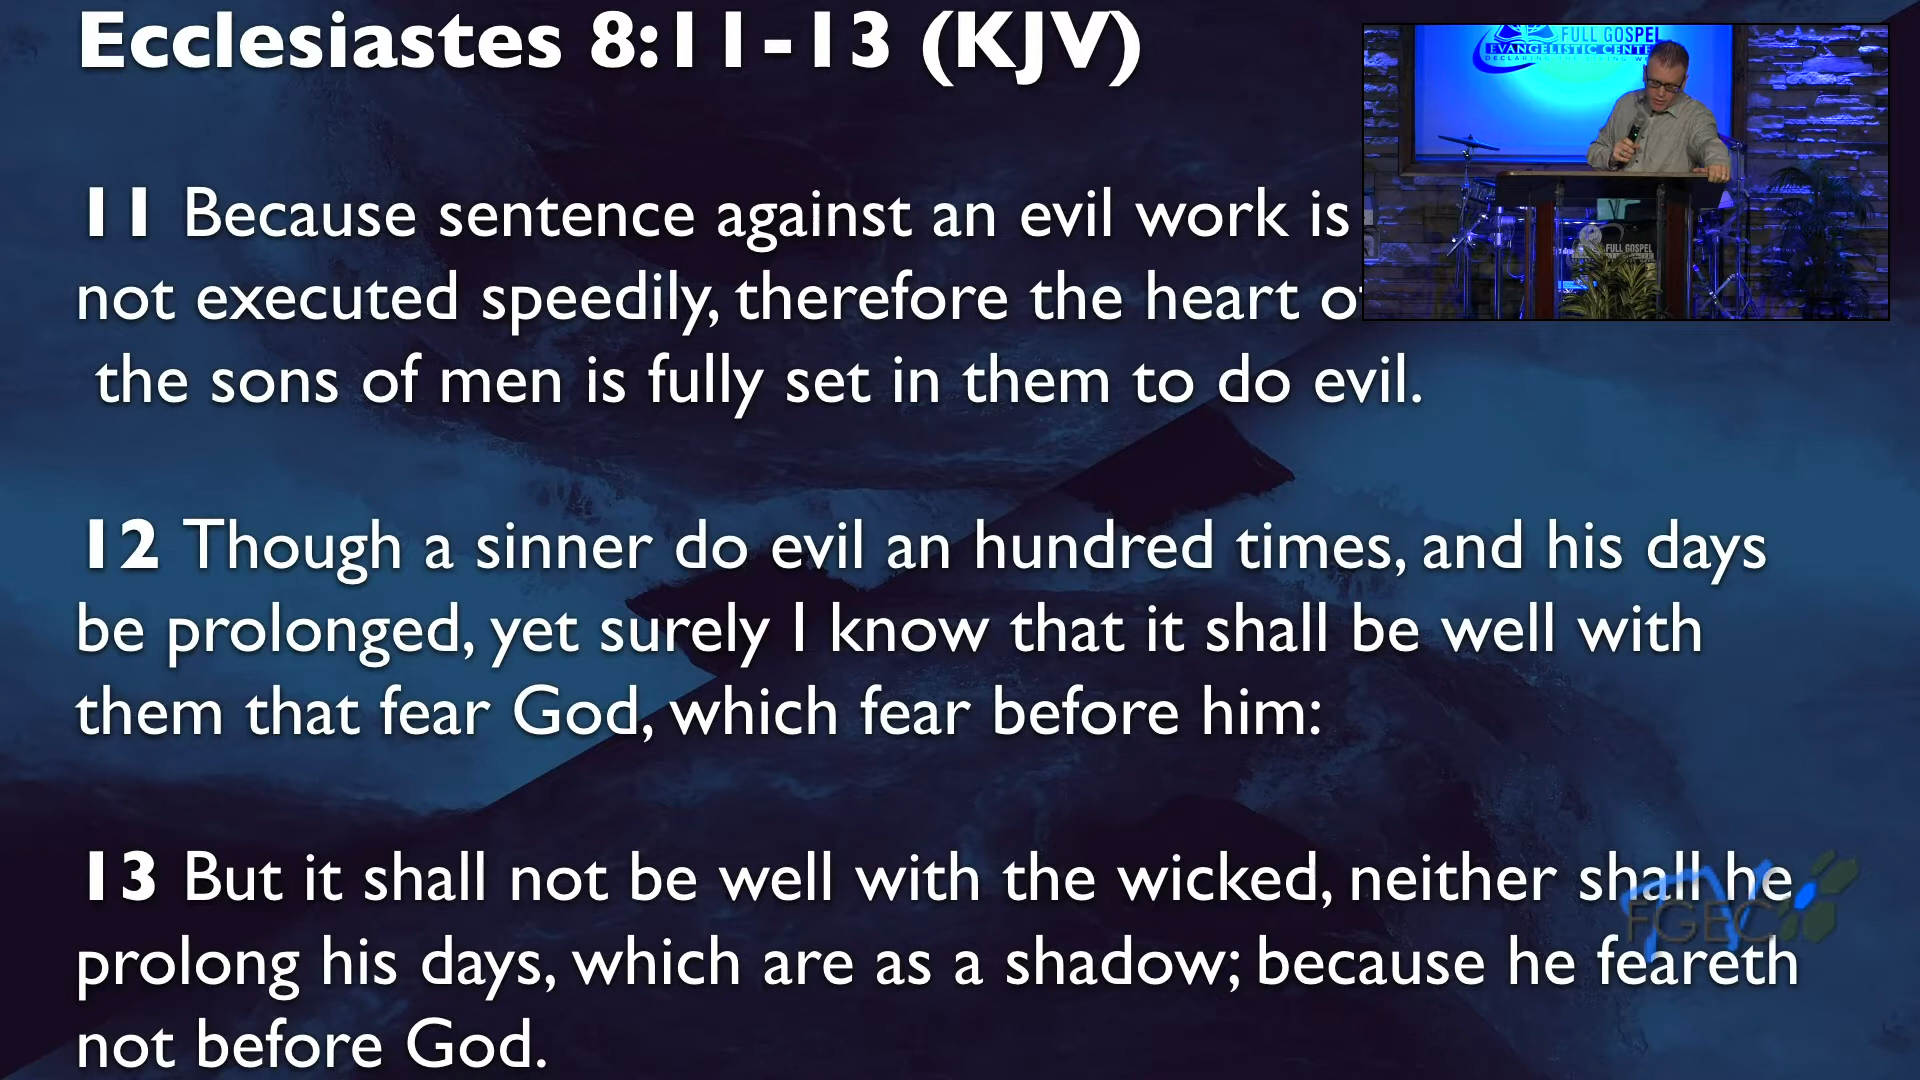 Ecclesiastes 8:11-13 (KJV)
FULL GOSPEL
EVANGELISTIC CENTE
11 Because sentence against an evil work is
not executed speedily, therefore the heart of
the sons of men is fully set in them to do evil.
FULL GOSPEL
12 Though a sinner do evil an hundred times, and his days
be prolonged, yet surely I know that it shall be well with
them that fear God, which fear before him:
13 But it shall not be well with the wicked, neither shall he
FGEC
prolong his days, which are as a shadow; because he feareth
not before God.